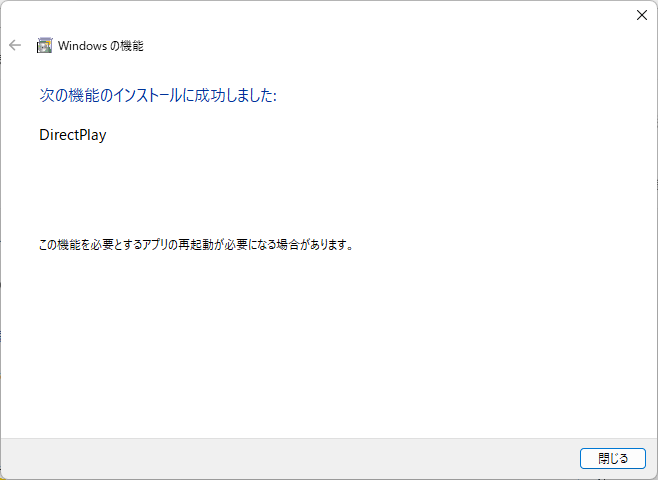 Windows の機能
次の機能のインストールに成功しました:
DirectPlay
この機能を必要とするアプリの再起動が必要になる場合があります。
閉じる